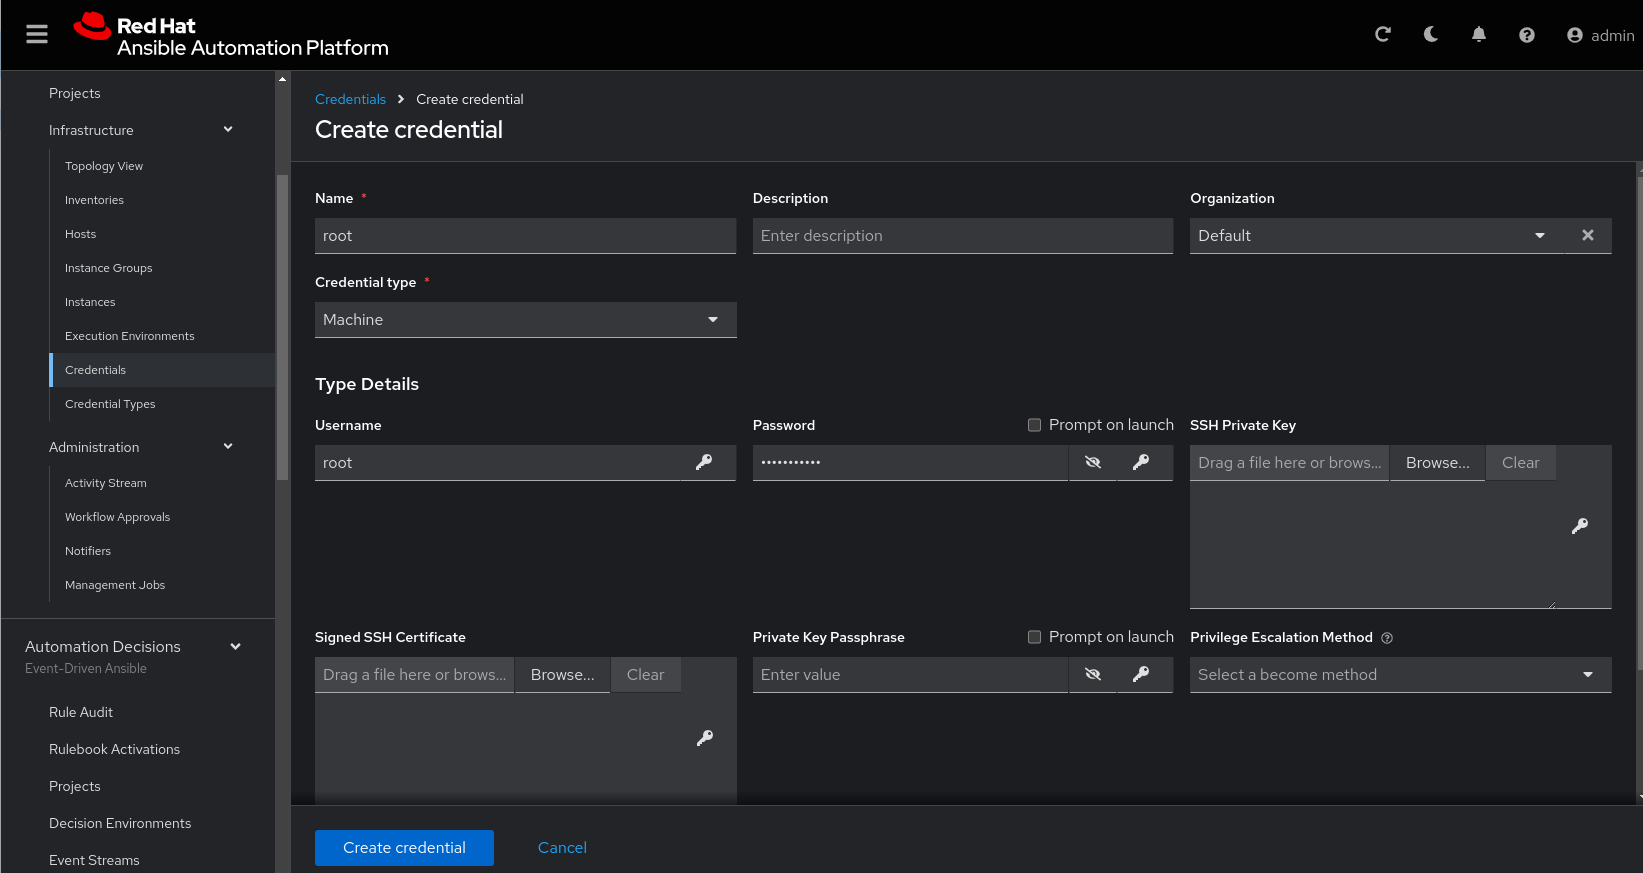 Red Hat
Ansible Automation Platform
admin
Projects
Infrastructure
Topology View
Inventories
Hosts
Instance Groups
Instances
Execution Environments
Credentials
Credential Types
Administration
Activity Stream
Workflow Approvals
Notifiers
Management Jobs
Automation Decisions
Event-Driven Ansible
Rule Audit
Rulebook Activations
Projects
Decision Environments
Event Streams
Credentials > Create credential
Create credential
Name * Description Organization
root Enter description Default
Credential type *
Machine
Type Details
Username Password Prompt on launch SSH Private Key
root ••••••••••• Drag a file here or brows... Browse... Clear
Signed SSH Certificate Private Key Passphrase Prompt on launch Privilege Escalation Method
Drag a file here or brows... Browse... Clear Enter value Select a become method
Create credential Cancel